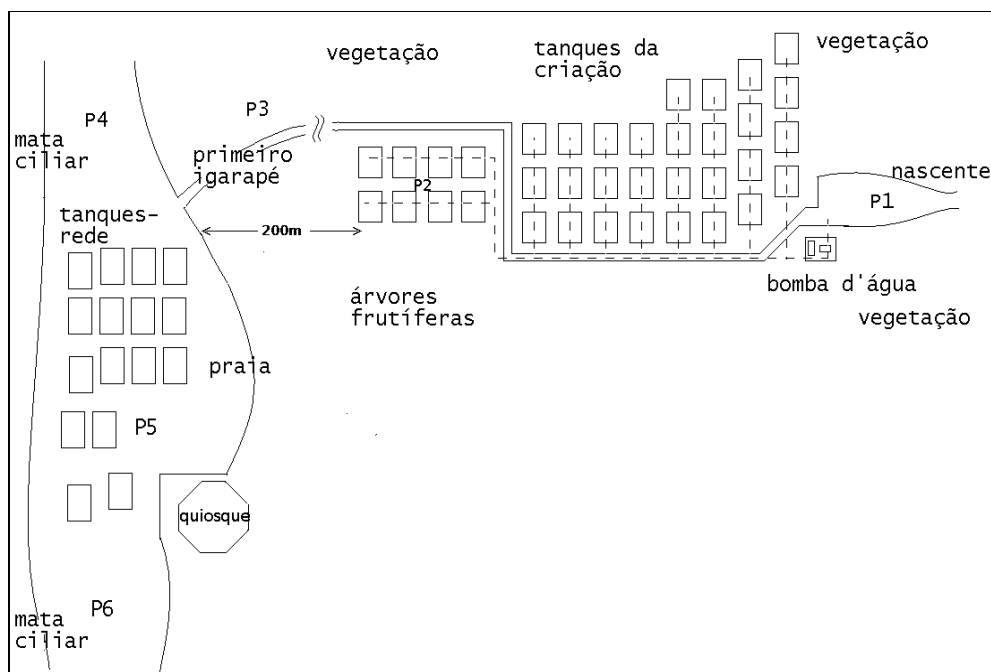 vegetação
tanques da
criação
vegetação
P4
P3
mata
ciliar
primeiro
igarapé
P2
nascente
P1
tanques-
rede
200m
bomba d'água
árvores
frutíferas
vegetação
praia
P5
quiosque
P6
mata
ciliar